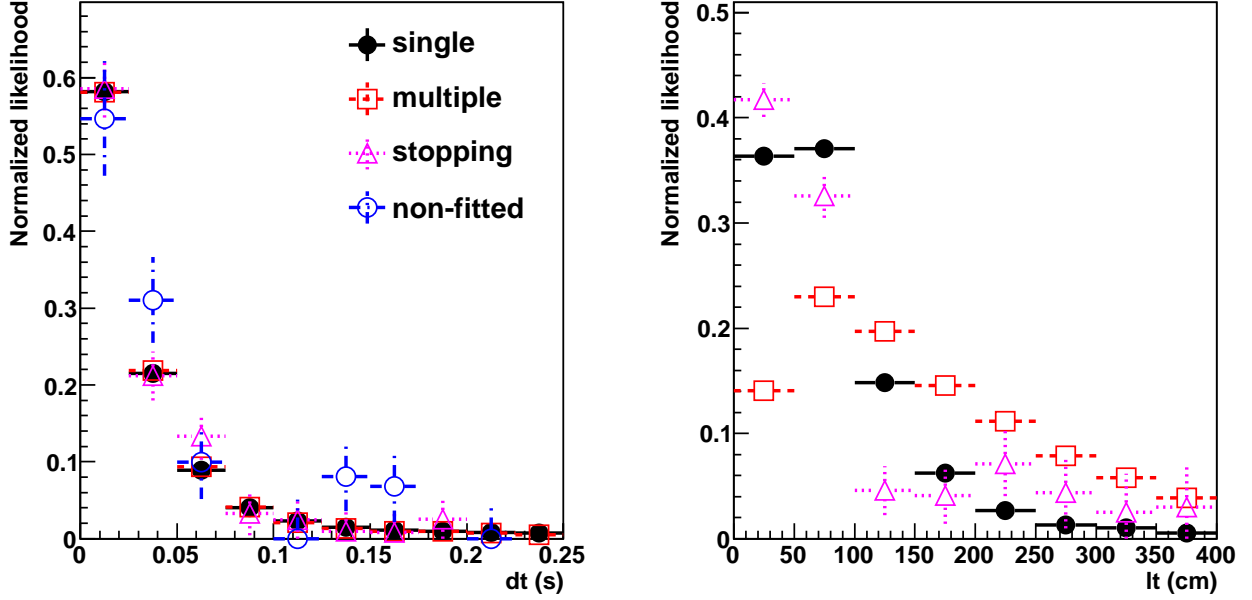 Normalized likelihood
0.6
0.5
0.4
0.3
0.2
0.1
0
0 0.05 0.1 0.15 0.2 0.25
dt (s)
single
multiple
stopping
non-fitted
Normalized likelihood
0.5
0.4
0.3
0.2
0.1
0
0 50 100 150 200 250 300 350 400
lt (cm)